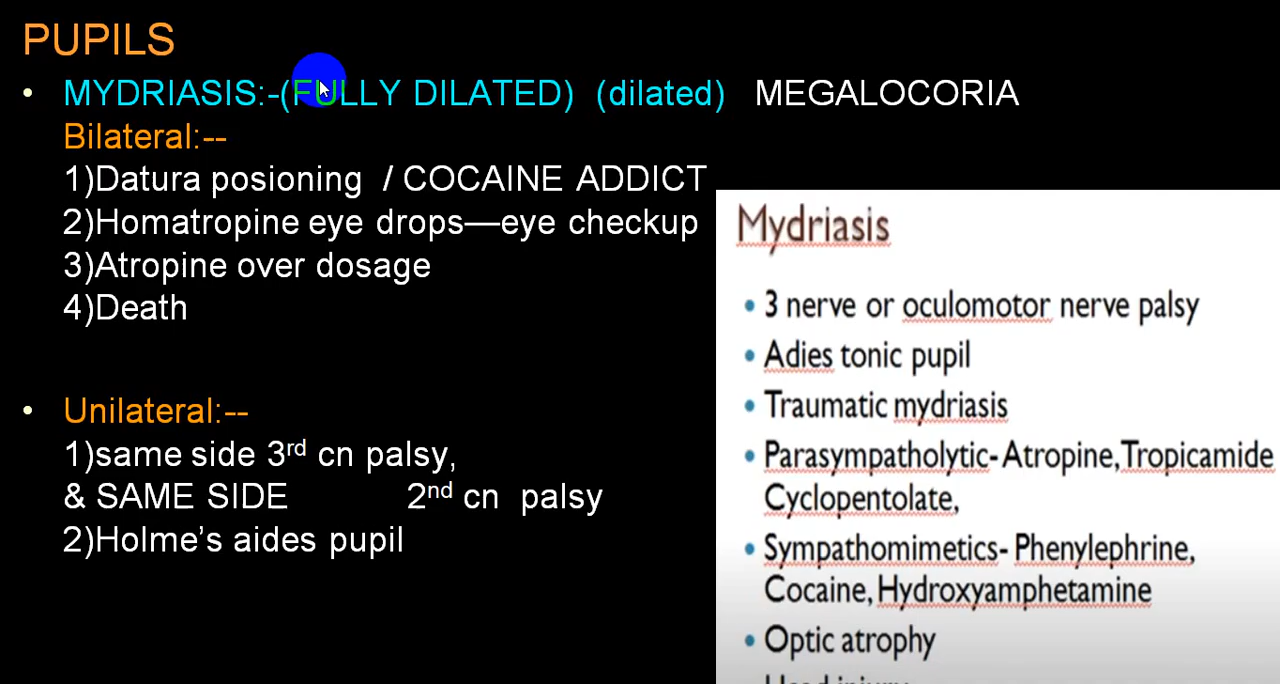 PUPILS
• MYDRIASIS:-(FULLY DILATED) (dilated) MEGALOCORIA
Bilateral:--
1)Datura posioning / COCAINE ADDICT
2)Homatropine eye drops—eye checkup
3)Atropine over dosage
4)Death
• Unilateral:--
1)same side 3rd cn palsy,
& SAME SIDE 2nd cn palsy
2)Holme’s aides pupil
Mydriasis
• 3 nerve or oculomotor nerve palsy
• Adies tonic pupil
• Traumatic mydriasis
• Parasympatholytic- Atropine,Tropicamide
Cyclopentolate,
• Sympathomimetics- Phenylephrine,
Cocaine, Hydroxyamphetamine
• Optic atrophy
Head injury